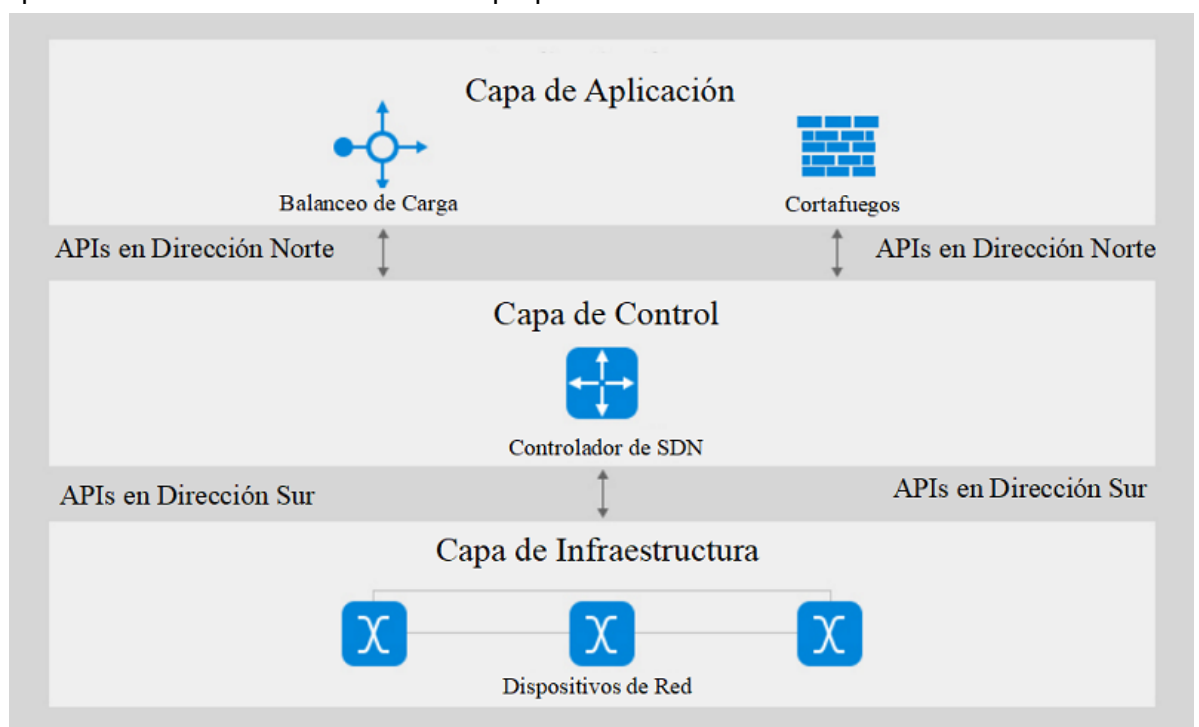 Capa de Aplicación
Balanceo de Carga
Cortafuegos
APIs en Dirección Norte
APIs en Dirección Norte
Capa de Control
Controlador de SDN
APIs en Dirección Sur
APIs en Dirección Sur
Capa de Infraestructura
Dispositivos de Red